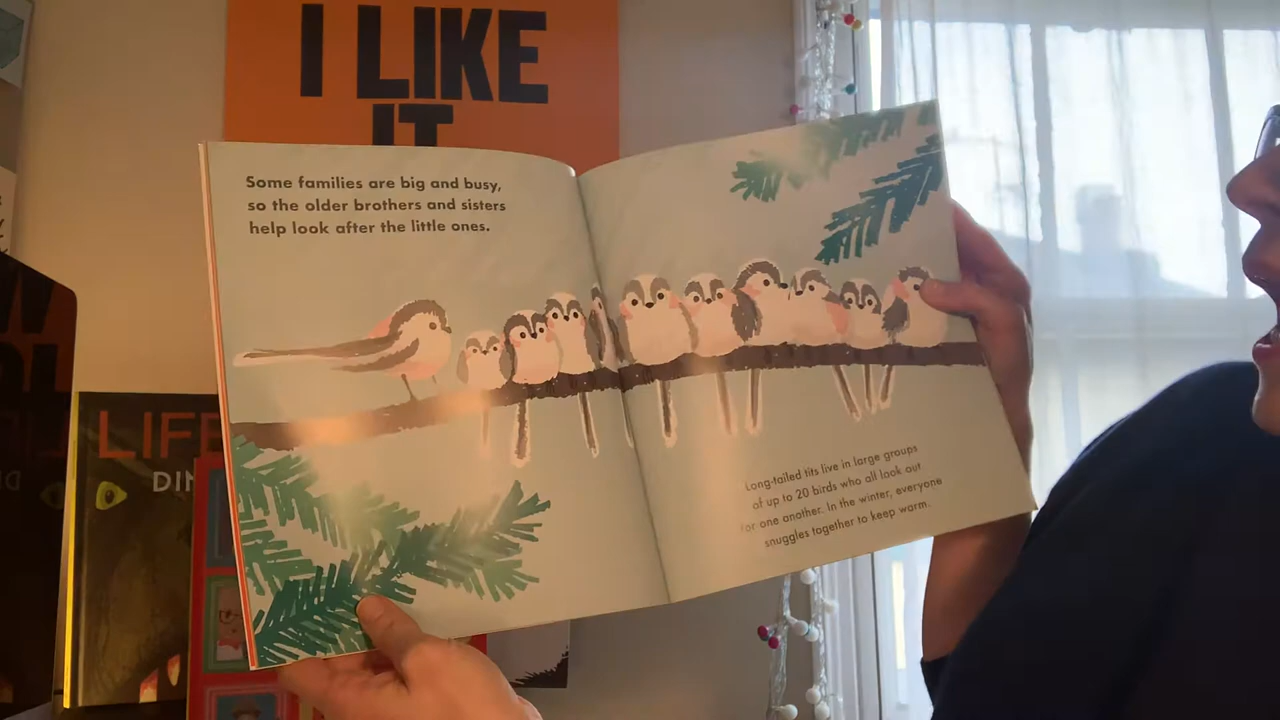 I LIKE
IT
Some families are big and busy,
so the older brothers and sisters
help look after the little ones.
Long-tailed tits live in large groups
of up to 20 birds who all look out
for one another. In the winter, everyone
snuggles together to keep warm.
LIFE